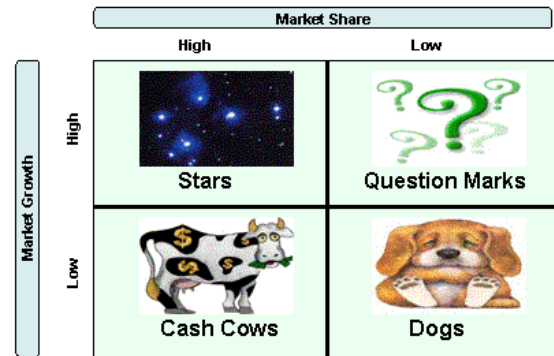 Market Share
High Low
Market Growth
High
Stars Question Marks
Low
$ $ $
Cash Cows Dogs